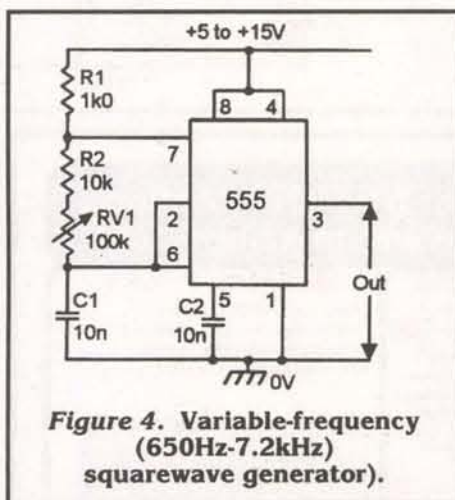 +5 to +15V
R1
1k0
8 4
7
R2
10k
555
2
3
RV1
100k
6
Out
C1
10n
C2
10n
5
1
0V
Figure 4. Variable-frequency
(650Hz-7.2kHz)
squarewave generator).